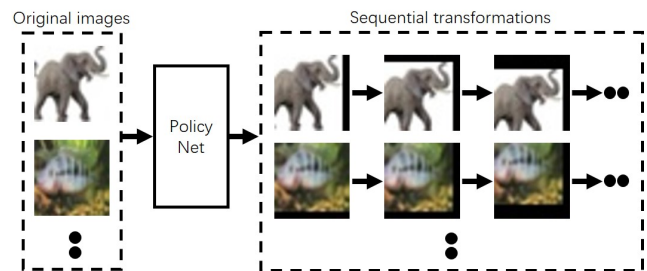 Original images
Sequential transformations
Policy
Net